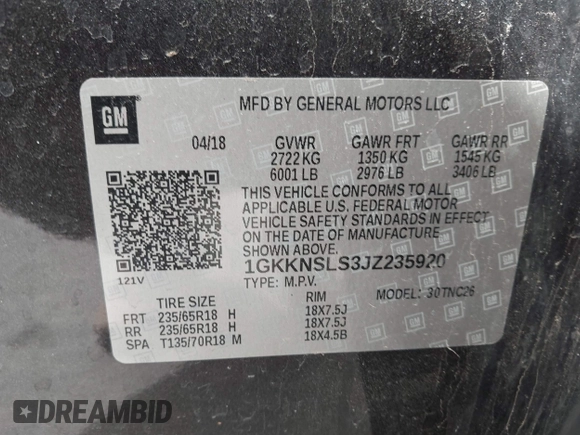 GM
MFD BY GENERAL MOTORS LLC
04/18 GVWR GAWR FRT GAWR RR
2722 KG 1350 KG 1545 KG
6001 LB 2976 LB 3406 LB
THIS VEHICLE CONFORMS TO ALL
APPLICABLE U.S. FEDERAL MOTOR
VEHICLE SAFETY STANDARDS IN EFFECT
ON THE DATE OF MANUFACTURE
SHOWN ABOVE.
1GKKNSLS3JZ235920
121V
TYPE: M.P.V. MODEL: 30TNC26
TIRE SIZE RIM
FRT 235/65R18 H 18X7.5J
RR 235/65R18 H 18X7.5J
SPA T135/70R18 M 18X4.5B
DREAMBID